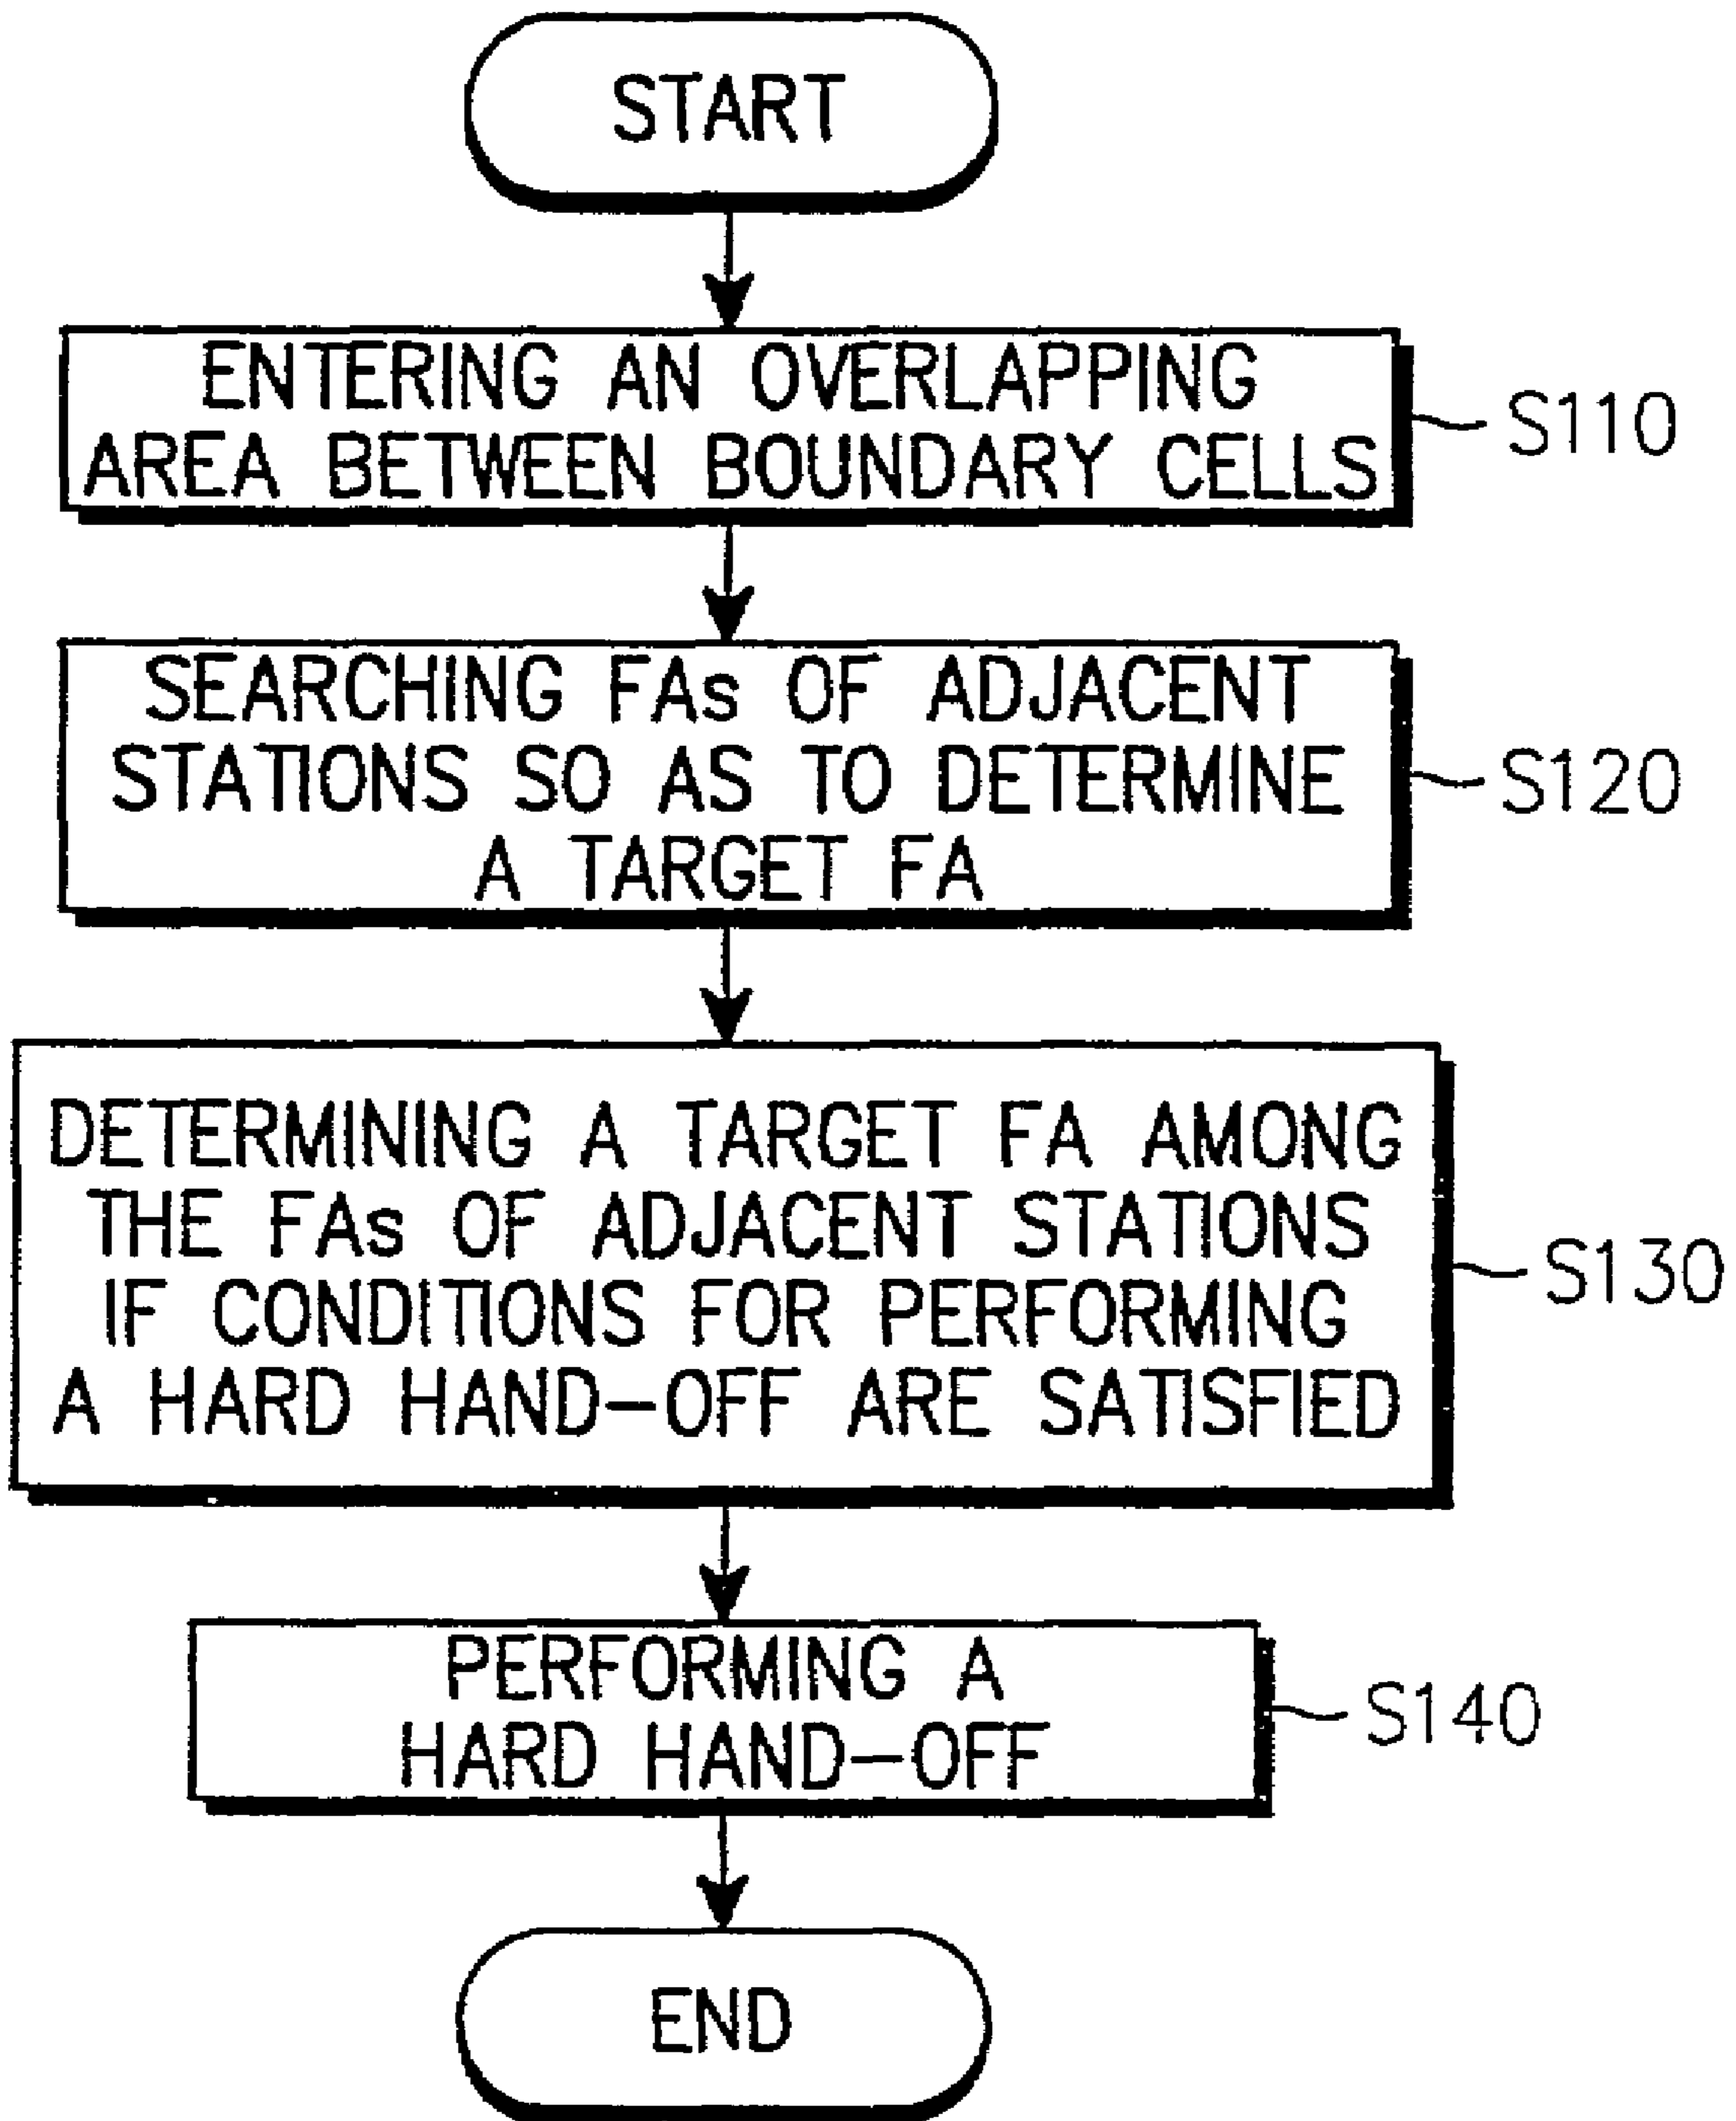 START
ENTERING AN OVERLAPPING
AREA BETWEEN BOUNDARY CELLS
S110
SEARCHING FAs OF ADJACENT
STATIONS SO AS TO DETERMINE
A TARGET FA
S120
DETERMINING A TARGET FA AMONG
THE FAs OF ADJACENT STATIONS
IF CONDITIONS FOR PERFORMING
A HARD HAND-OFF ARE SATISFIED
S130
PERFORMING A
HARD HAND-OFF
S140
END